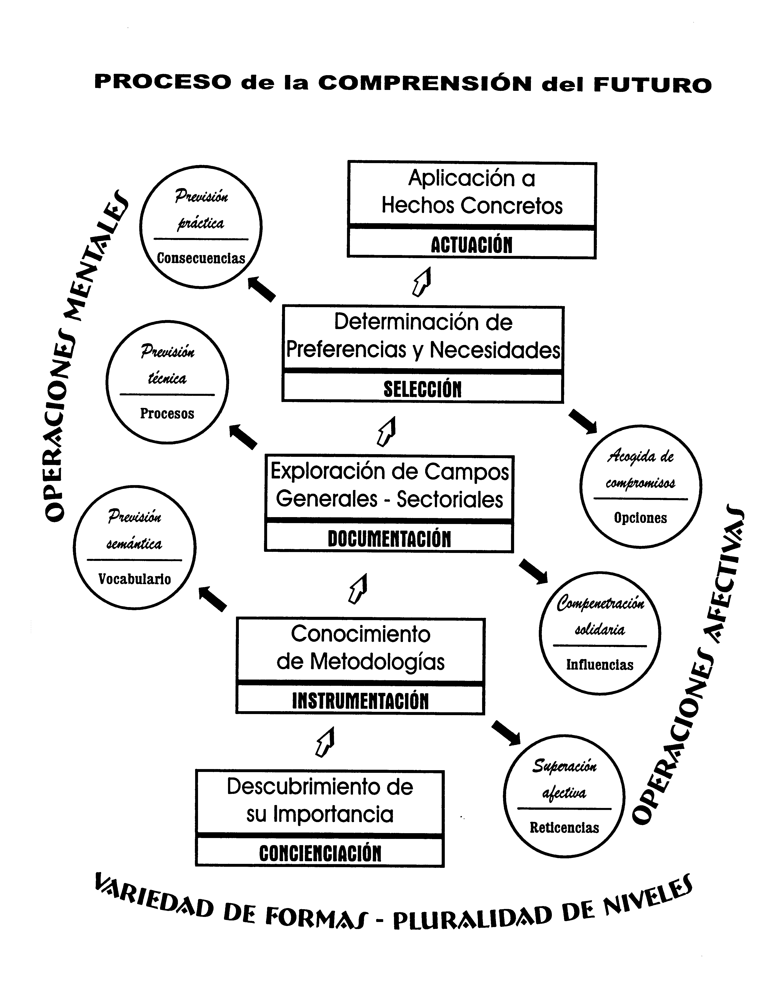 PROCESO de la COMPRENSIÓN del FUTURO
Aplicación a
Hechos Concretos
ACTUACIÓN
Previsión
práctica
Consecuencias
OPERACIONES MENTALES
Determinación de
Preferencias y Necesidades
SELECCIÓN
Previsión
técnica
Procesos
Acogida de
compromisos
Opciones
Exploración de Campos
Generales - Sectoriales
DOCUMENTACIÓN
Previsión
semántica
Vocabulario
Compenetración
solidaria
Influencias
OPERACIONES AFECTIVAS
Conocimiento
de Metodologías
INSTRUMENTACIÓN
Superación
afectiva
Reticencias
Descubrimiento de
su Importancia
CONCIENCIACIÓN
VARIEDAD DE FORMAS - PLURALIDAD DE NIVELES